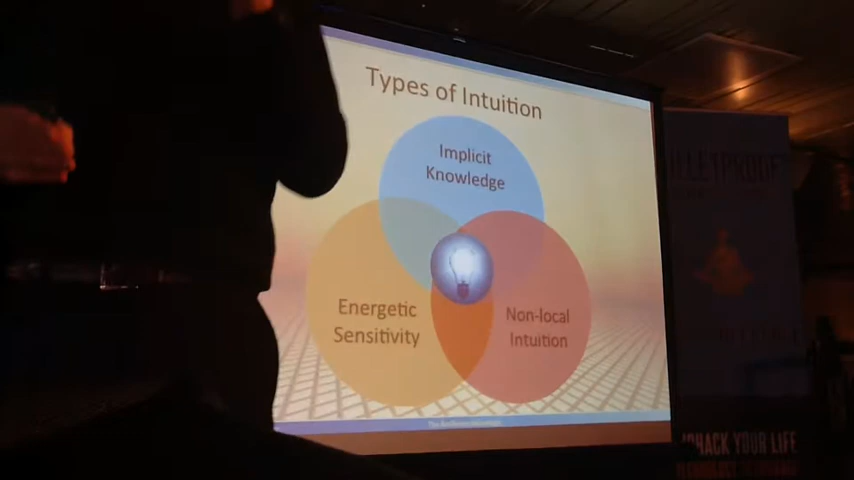 Types of Intuition
Implicit
Knowledge
Energetic
Sensitivity
Non-local
Intuition
HACK YOUR LIFE